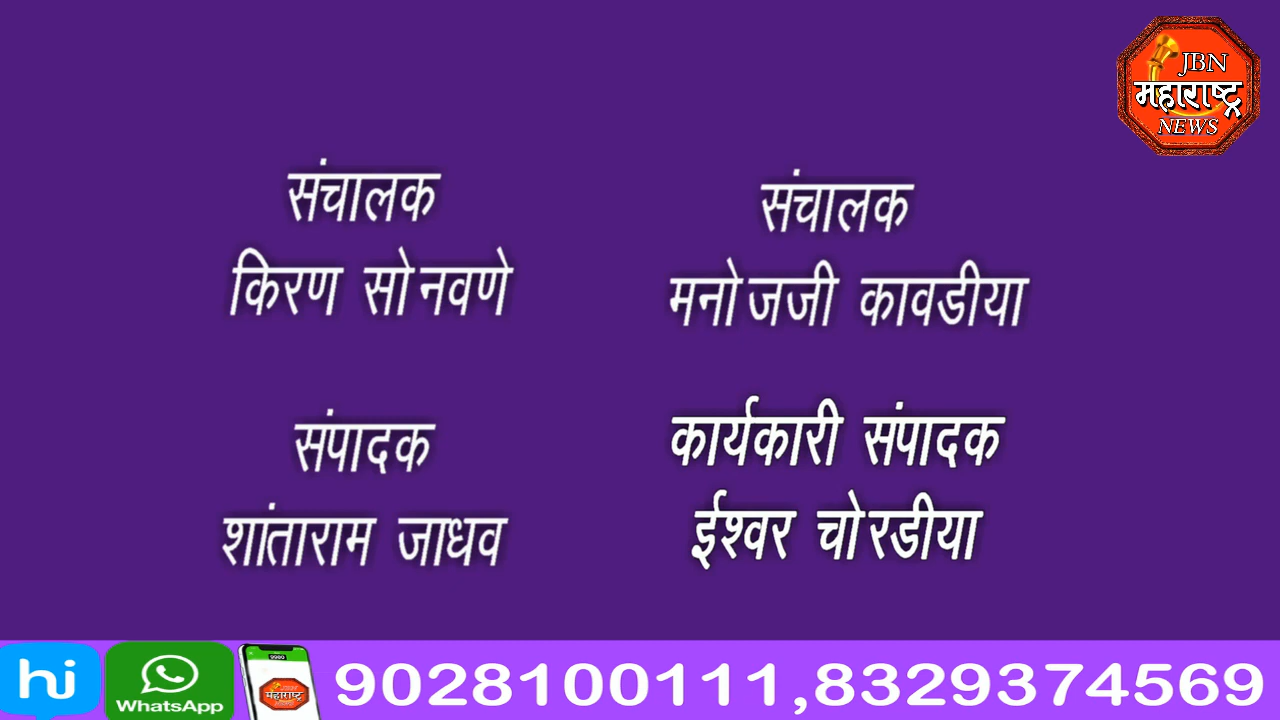 JBN
महाराष्ट्र
NEWS
संचालक
किरण सोनवणे
संचालक
मनोजजी कावडीया
संपादक
शांताराम जाधव
कार्यकारी संपादक
ईश्वर चोरडीया
hi
WhatsApp
महाराष्ट्र
9028100111,8329374569